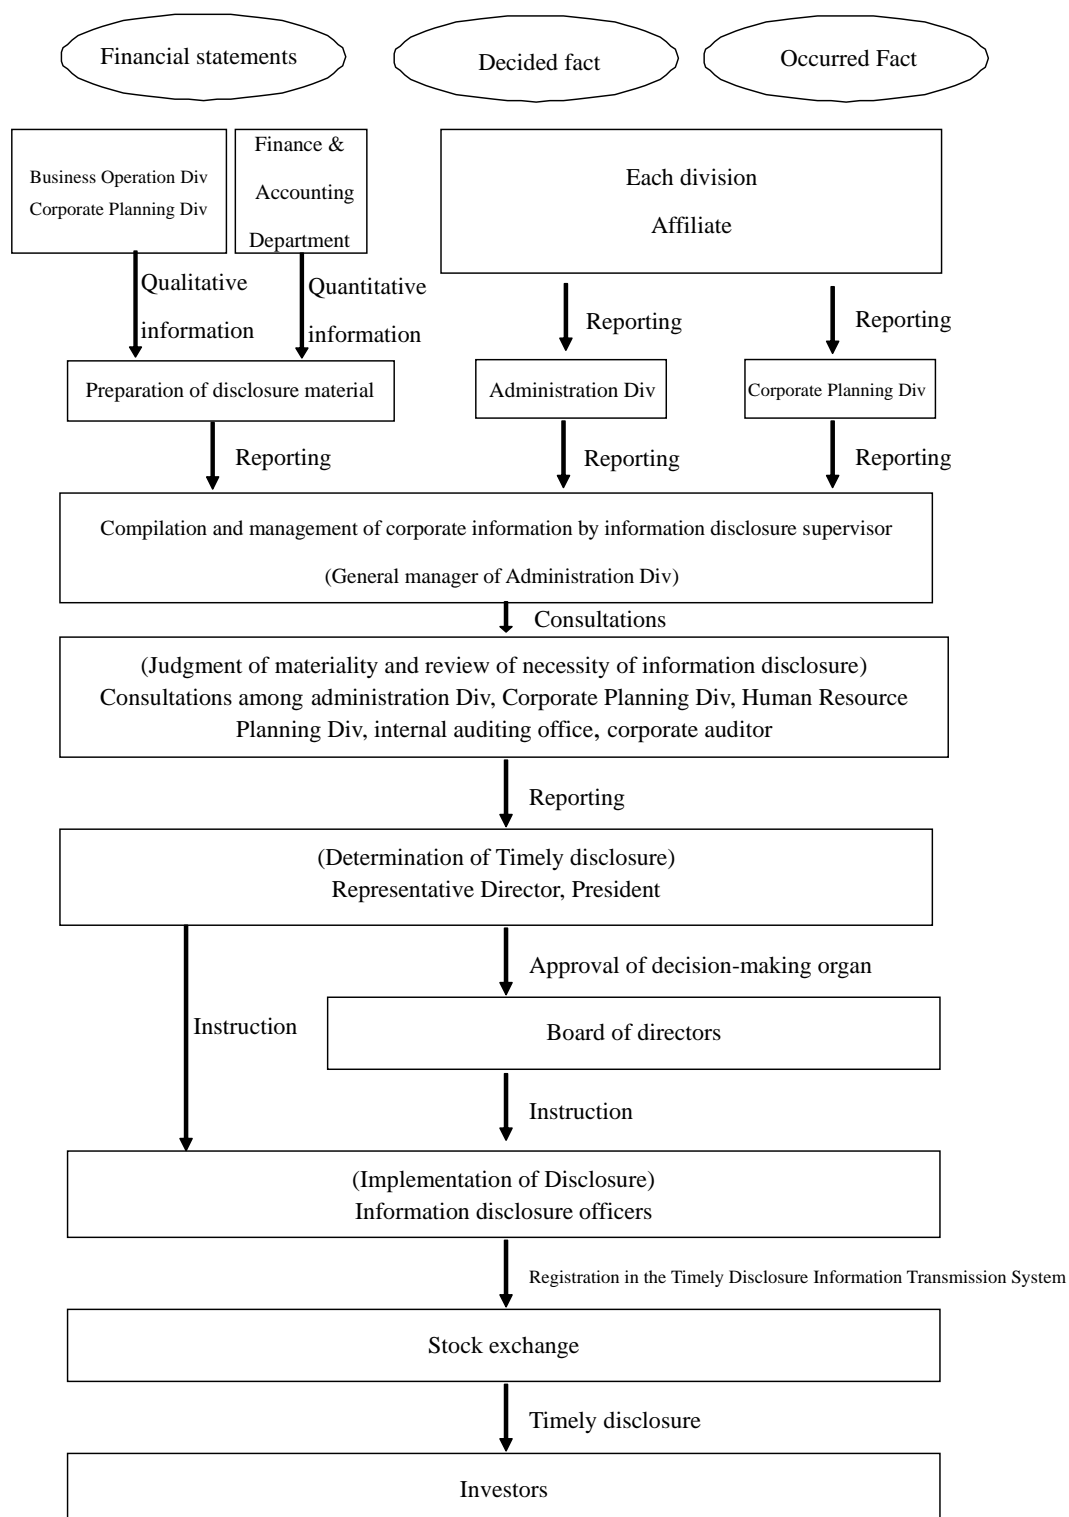 Financial statements
Decided fact
Occurred Fact
Business Operation Div
Corporate Planning Div
Finance &
Accounting
Department
Each division
Affiliate
Qualitative
information
Quantitative
information
Reporting
Reporting
Preparation of disclosure material
Administration Div
Corporate Planning Div
Reporting
Reporting
Reporting
Compilation and management of corporate information by information disclosure supervisor
(General manager of Administration Div)
Consultations
(Judgment of materiality and review of necessity of information disclosure)
Consultations among administration Div, Corporate Planning Div, Human Resource
Planning Div, internal auditing office, corporate auditor
Reporting
(Determination of Timely disclosure)
Representative Director, President
Approval of decision-making organ
Instruction
Board of directors
Instruction
(Implementation of Disclosure)
Information disclosure officers
Registration in the Timely Disclosure Information Transmission System
Stock exchange
Timely disclosure
Investors